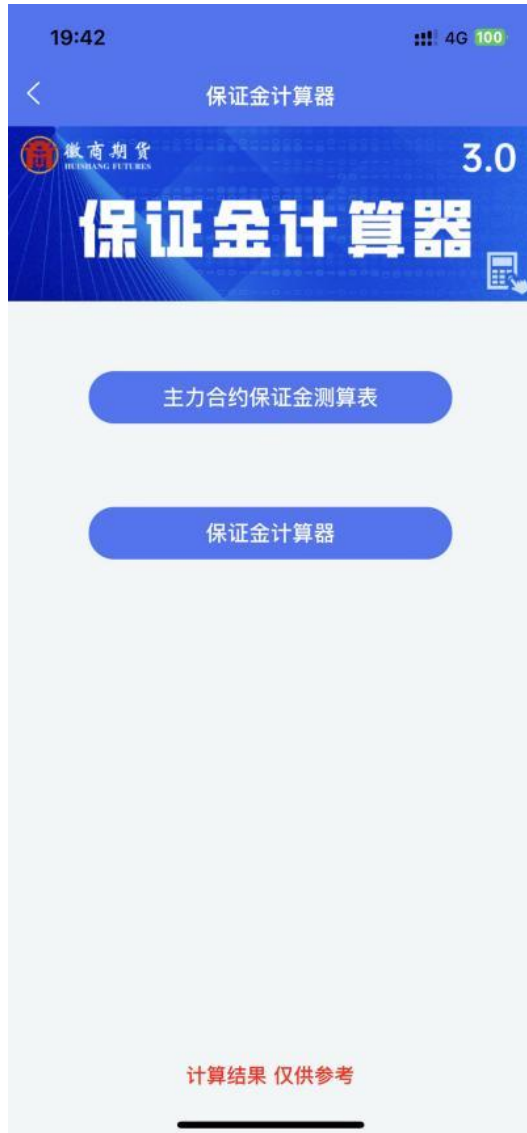 19:42
4G 100
保证金计算器
徽商期货
HUISHANG FUTURES
3.0
保证金计算器
主力合约保证金测算表
保证金计算器
计算结果 仅供参考